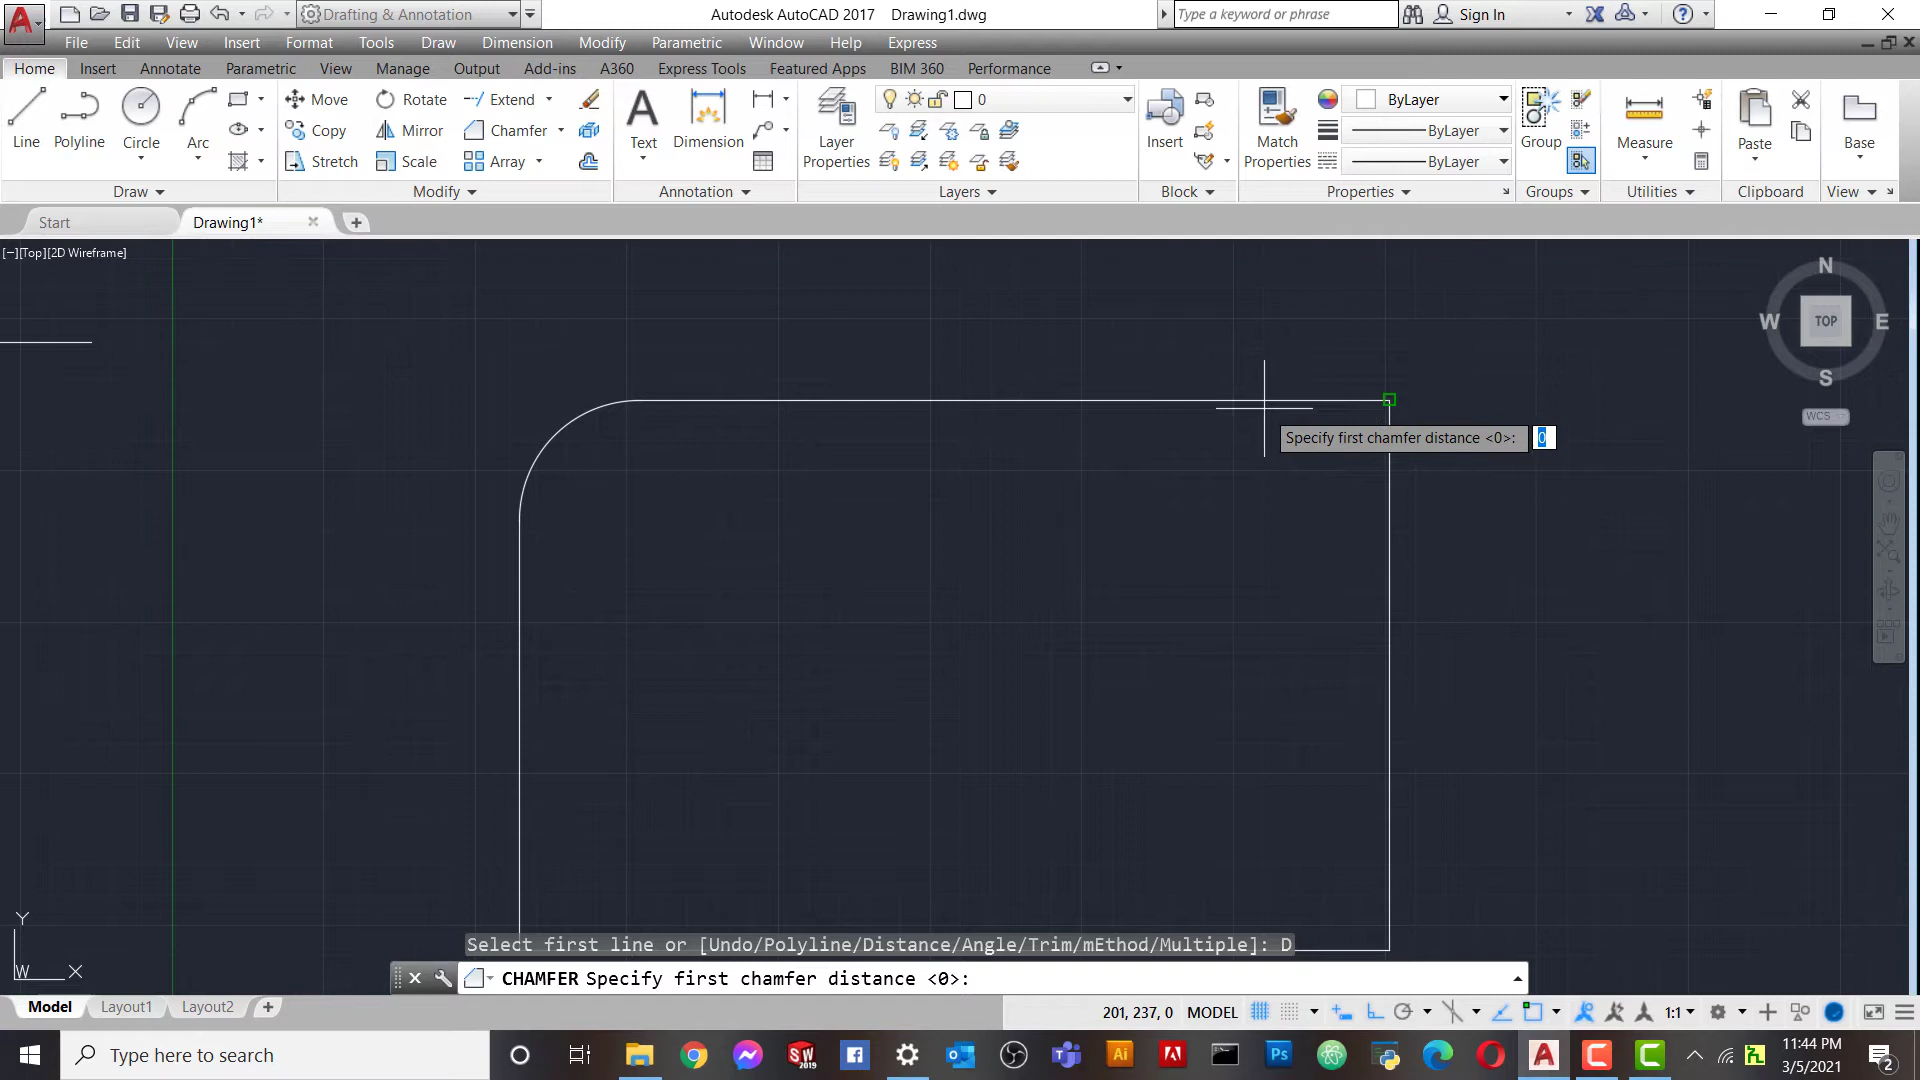 Drafting & Annotation
Autodesk AutoCAD 2017 Drawing1.dwg
Type a keyword or phrase
Sign In
File Edit View Insert Format Tools Draw Dimension Modify Parametric Window Help Express
Home Insert Annotate Parametric View Manage Output Add-ins A360 Express Tools Featured Apps BIM 360 Performance
Line Polyline Circle Arc
Move Rotate Extend
Copy Mirror Chamfer
Stretch Scale Array
Text Dimension
Layer Properties
0
Insert
Match Properties
ByLayer
ByLayer
ByLayer
Group Measure Paste Base
Draw Modify Annotation Layers Block Properties Groups Utilities Clipboard View
Start Drawing1*
[−][Top][2D Wireframe]
N
W TOP E
S
WCS
Specify first chamfer distance <0>: 0
Y
W X
Select first line or [Undo/Polyline/Distance/Angle/Trim/mEthod/Multiple]: D
CHAMFER Specify first chamfer distance <0>:
Model Layout1 Layout2
201, 237, 0 MODEL 1:1
Type here to search
SW 2019
Ai
Ps
11:44 PM
3/5/2021
2